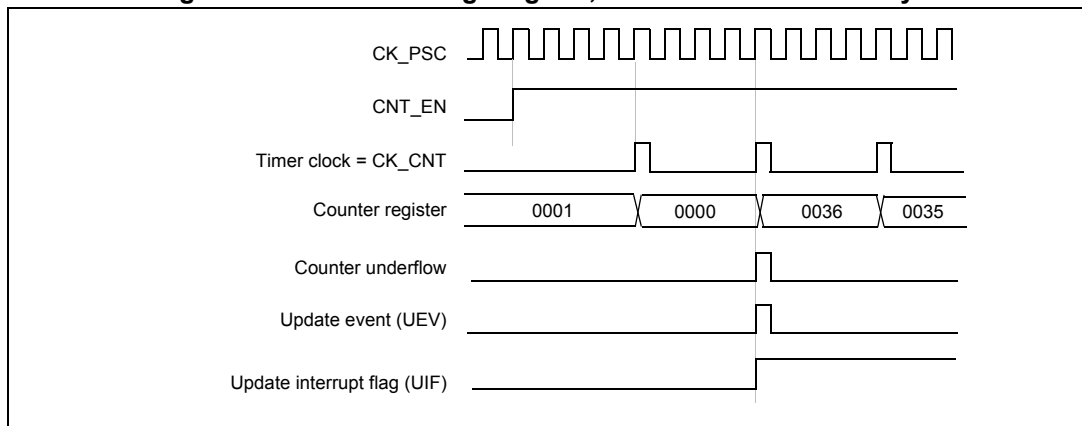 CK_PSC
CNT_EN
Timer clock = CK_CNT
Counter register 0001 0000 0036 0035
Counter underflow
Update event (UEV)
Update interrupt flag (UIF)